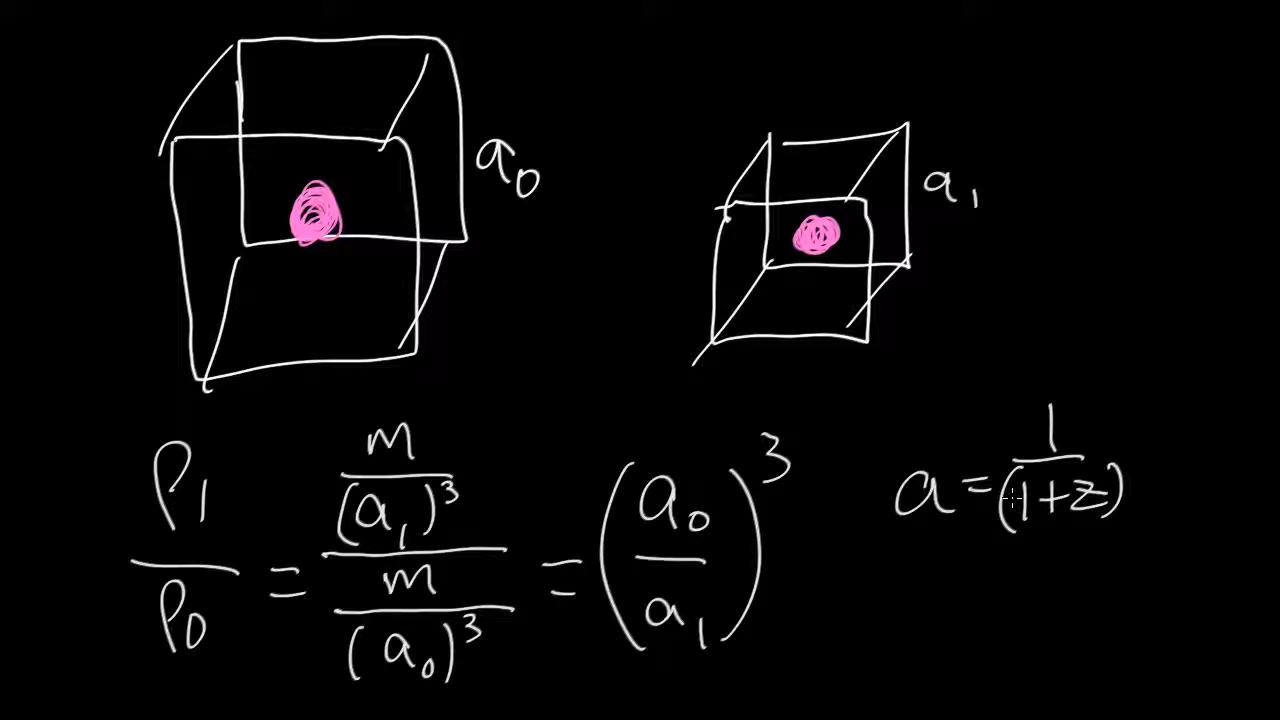 a₀
a₁
ρ₁/ρ₀ = (m/(a₁)³)/(m/(a₀)³) = (a₀/a₁)³
a = 1/(1+z)